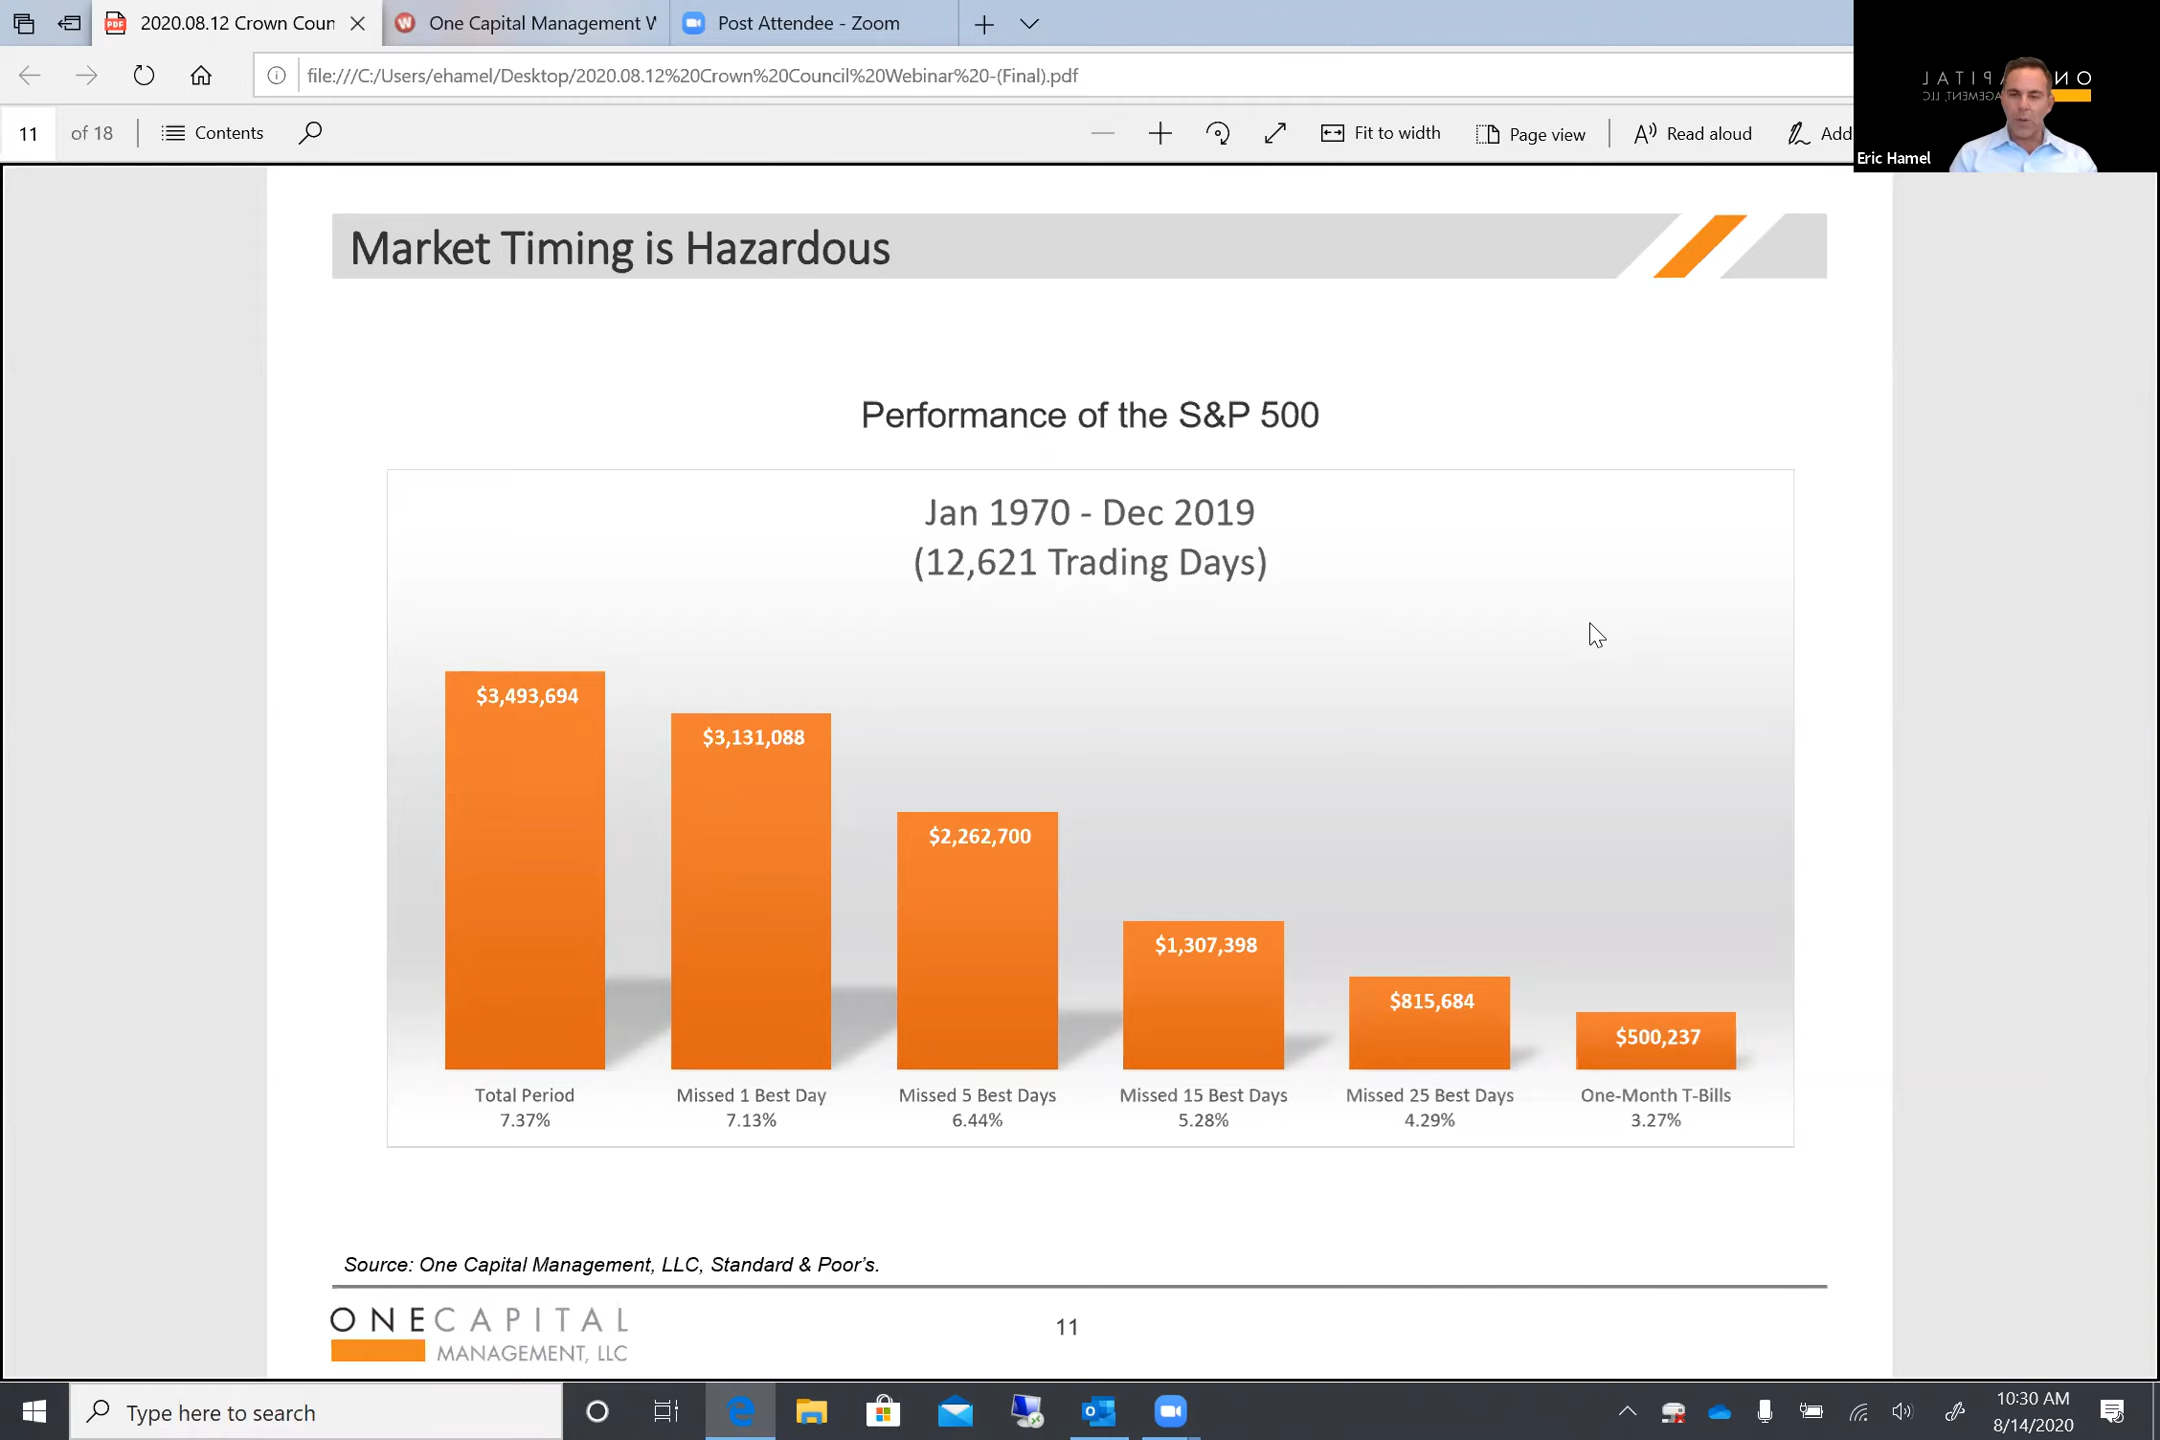 2020.08.12 Crown Coun
One Capital Management W
Post Attendee - Zoom
file:///C:/Users/ehamel/Desktop/2020.08.12%20Crown%20Council%20Webinar%20-(Final).pdf
11 of 18
Contents
Fit to width
Page view
Read aloud
Add
ONE CAPITAL
MANAGEMENT, LLC
Eric Hamel
Market Timing is Hazardous
Performance of the S&P 500
Jan 1970 - Dec 2019
(12,621 Trading Days)
$3,493,694
$3,131,088
$2,262,700
$1,307,398
$815,684
$500,237
Total Period
7.37%
Missed 1 Best Day
7.13%
Missed 5 Best Days
6.44%
Missed 15 Best Days
5.28%
Missed 25 Best Days
4.29%
One-Month T-Bills
3.27%
Source: One Capital Management, LLC, Standard & Poor's.
ONECAPITAL
MANAGEMENT, LLC
11
Type here to search
10:30 AM
8/14/2020